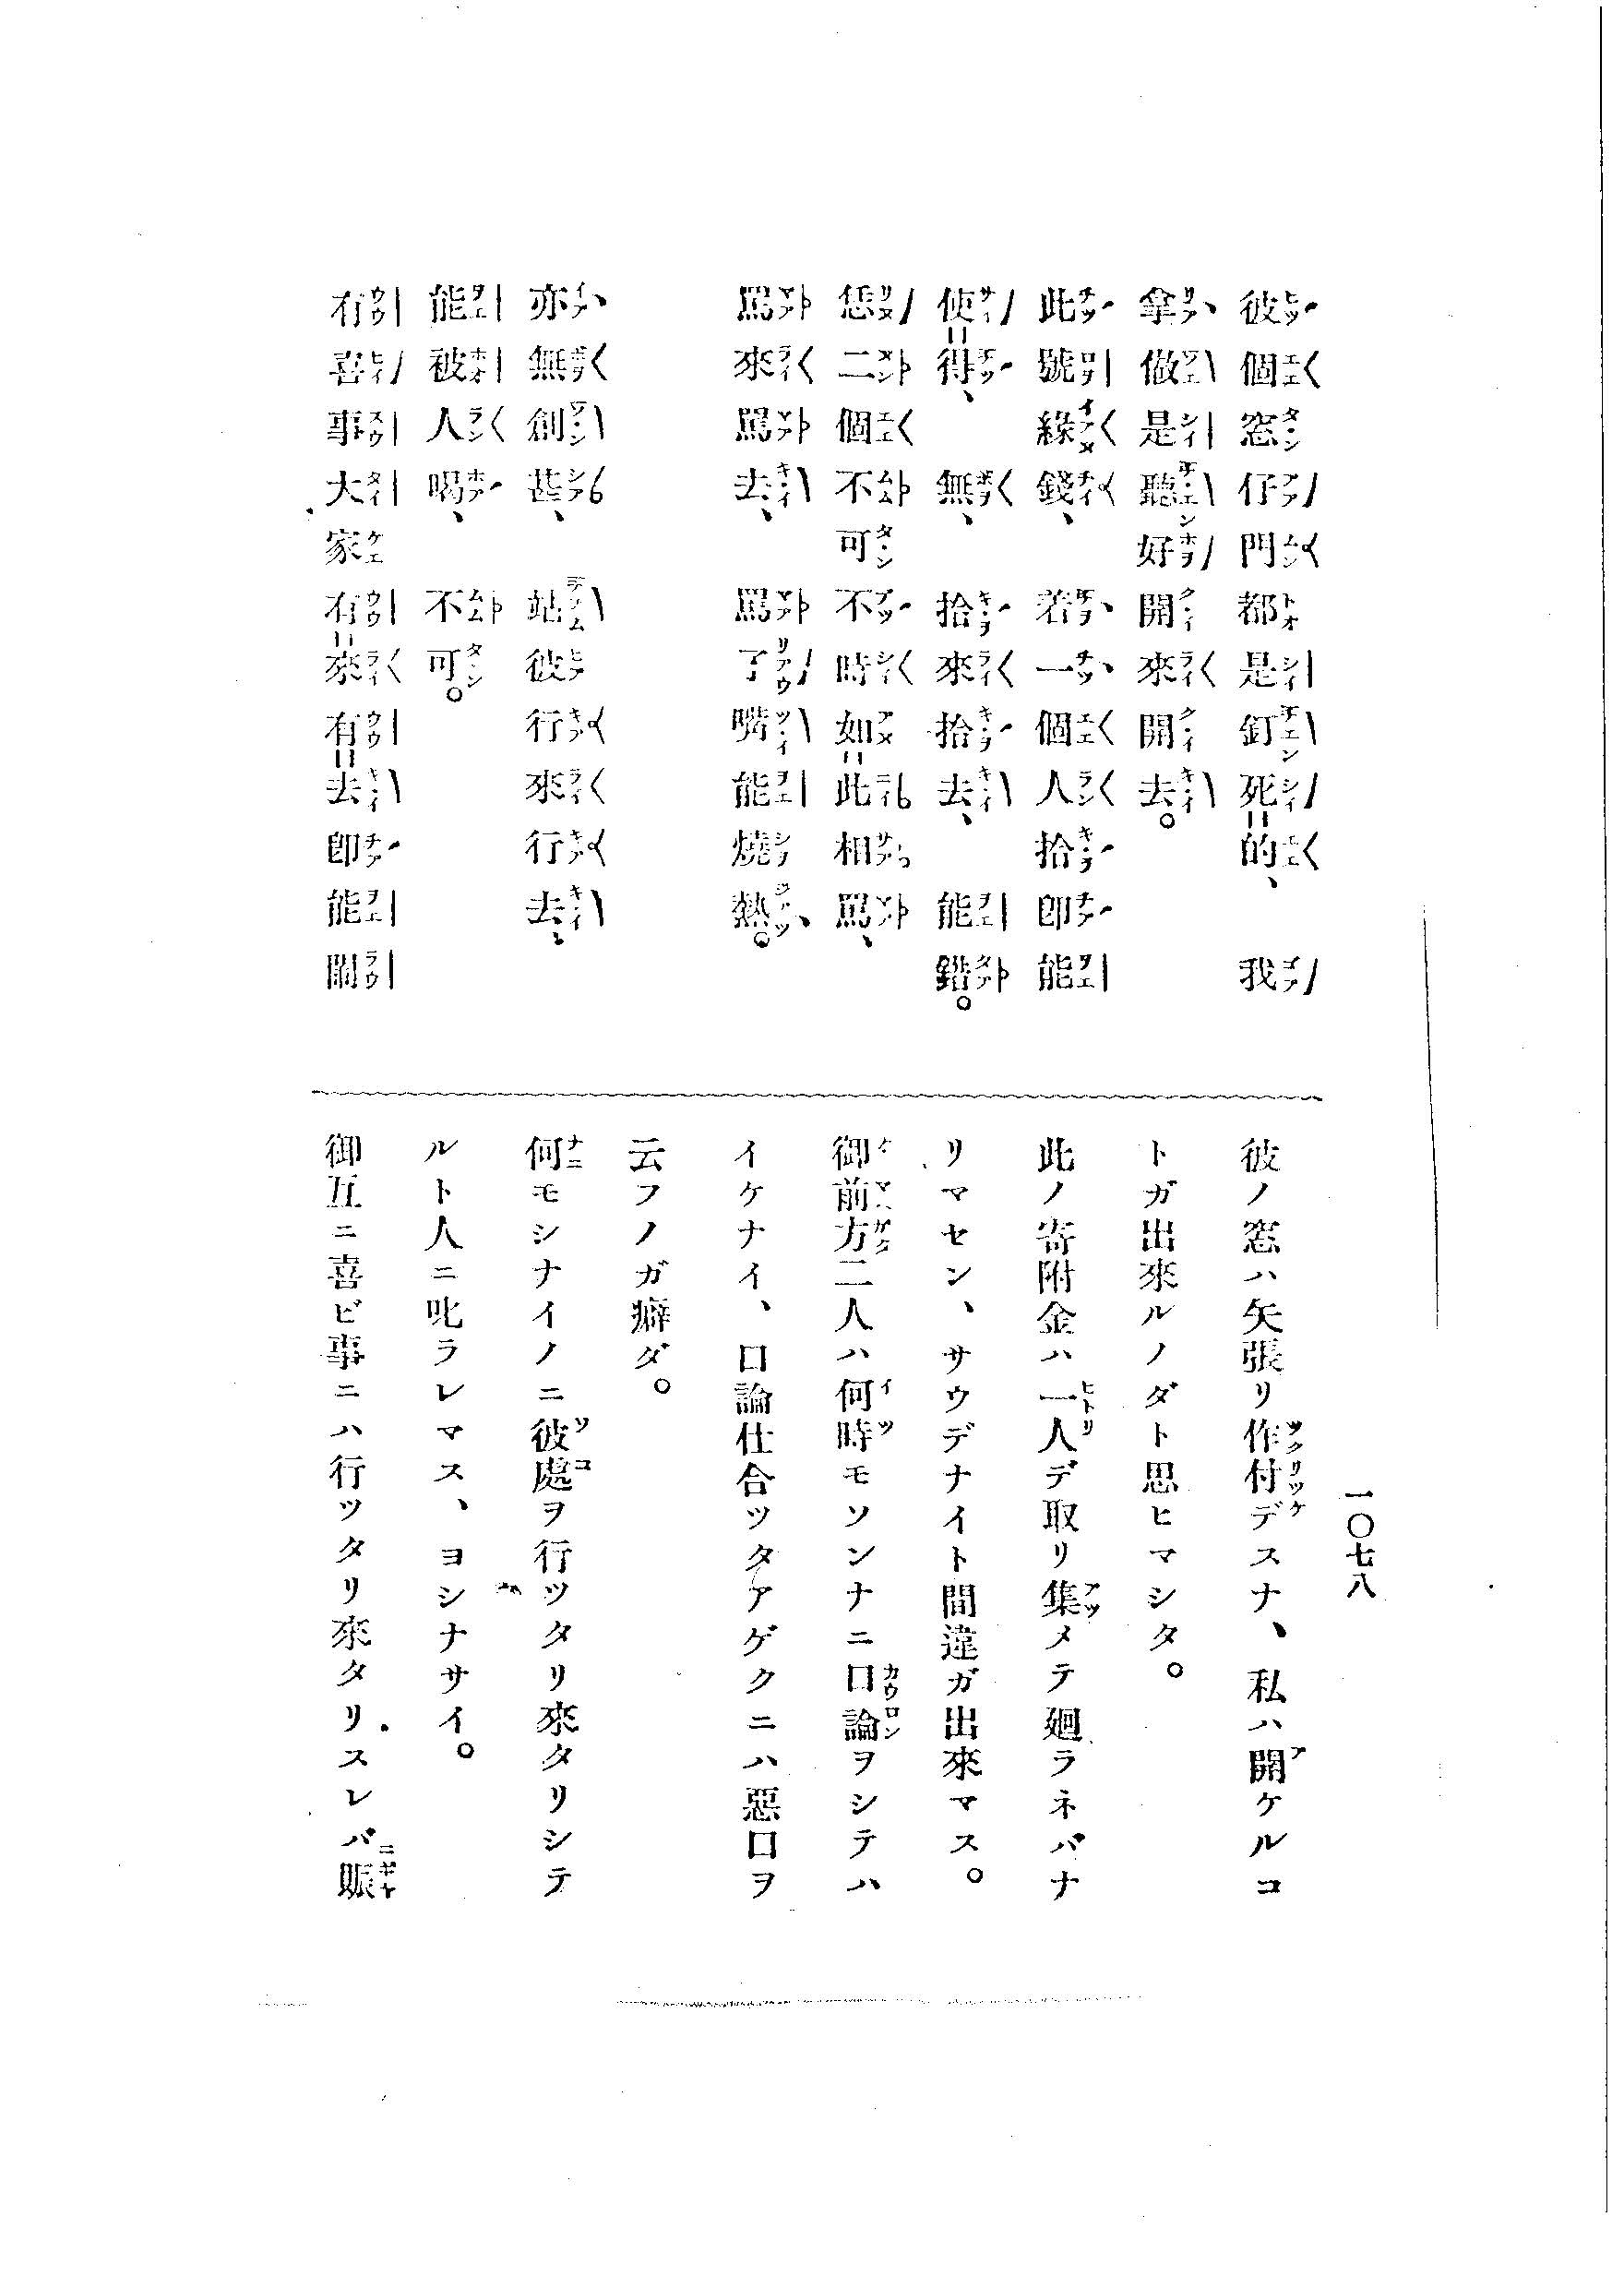 一〇七八
彼個窓仔門都是釘死=的、我
拿做是聽好開來開去。
此號緣錢、若一個人拾卽能
使=得、無、拾來拾去、能錯。
恁二個不可不時如=此相罵、
罵來罵去、罵了嘴能燒熱。
亦無創甚、站彼行來行去、
能被人喝、不可。
有喜事大家有=來有=去卽能鬧
彼ノ窓ハ矢張リ作付デスナ、私ハ開ケルコ
トガ出來ルノダト思ヒマシタ。
此ノ寄附金ハ一人デ取リ集メテ廻ラネバナ
リマセン、サウデナイト間違ガ出來マス。
御前方二人ハ何時モソンナニ口論ヲシテハ
イケナイ、口論仕合ツタアゲクニハ惡口ヲ
云フノガ癖ダ。
何モシナイノニ彼處ヲ行ツタリ來タリシテ
ルト人ニ叱ラレマス、ヨシナサイ。
御互ニ喜ビ事ニハ行ツタリ來タリスレバ賑